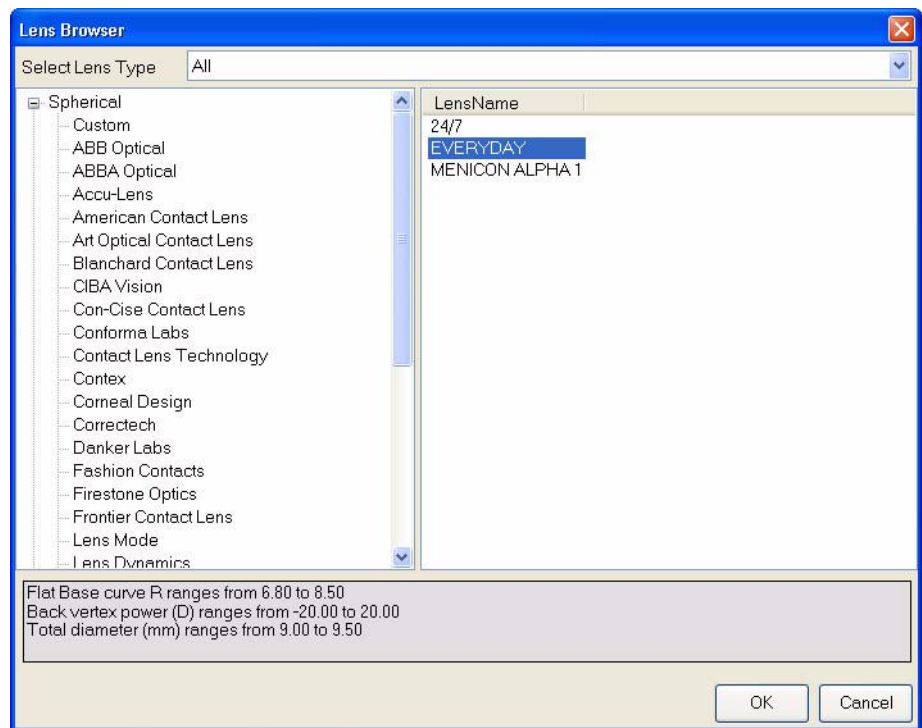 Lens Browser
Select Lens Type All
Spherical
Custom
ABB Optical
ABBA Optical
Accu-Lens
American Contact Lens
Art Optical Contact Lens
Blanchard Contact Lens
CIBA Vision
Con-Cise Contact Lens
Conforma Labs
Contact Lens Technology
Contex
Corneal Design
Correctech
Danker Labs
Fashion Contacts
Firestone Optics
Frontier Contact Lens
Lens Mode
Lens Dynamics
LensName
24/7
EVERYDAY
MENICON ALPHA 1
Flat Base curve R ranges from 6.80 to 8.50
Back vertex power (D) ranges from -20.00 to 20.00
Total diameter (mm) ranges from 9.00 to 9.50
OK Cancel